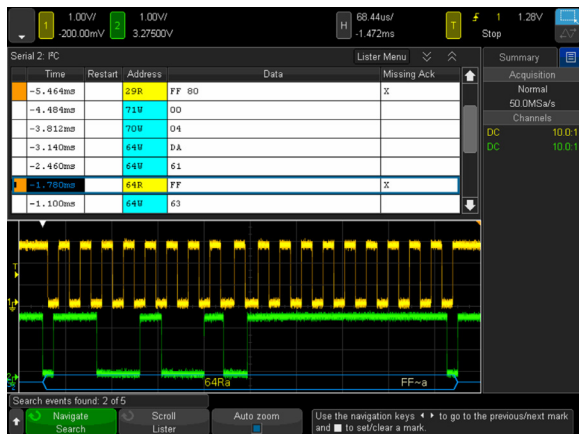 1 1.00V/ 2 1.00V/ H 68.44us/ T 1 1.28V
-200.00mV 3.27500V -1.472ms Stop
Serial 2: I²C Lister Menu Summary
Time Restart Address Data Missing Ack Acquisition
-5.464ms 29R FF 80 X Normal
50.0MSa/s
-4.484ms 71W 00 Channels
-3.812ms 70W 04 DC 10.0:1
-3.140ms 64W DA DC 10.0:1
-2.460ms 64W 61
-1.780ms 64R FF X
-1.100ms 64W 63
T
1
2
64Ra FF~a
Search events found: 2 of 5
Navigate Scroll Auto zoom Use the navigation keys to go to the previous/next mark
Search Lister and to set/clear a mark.